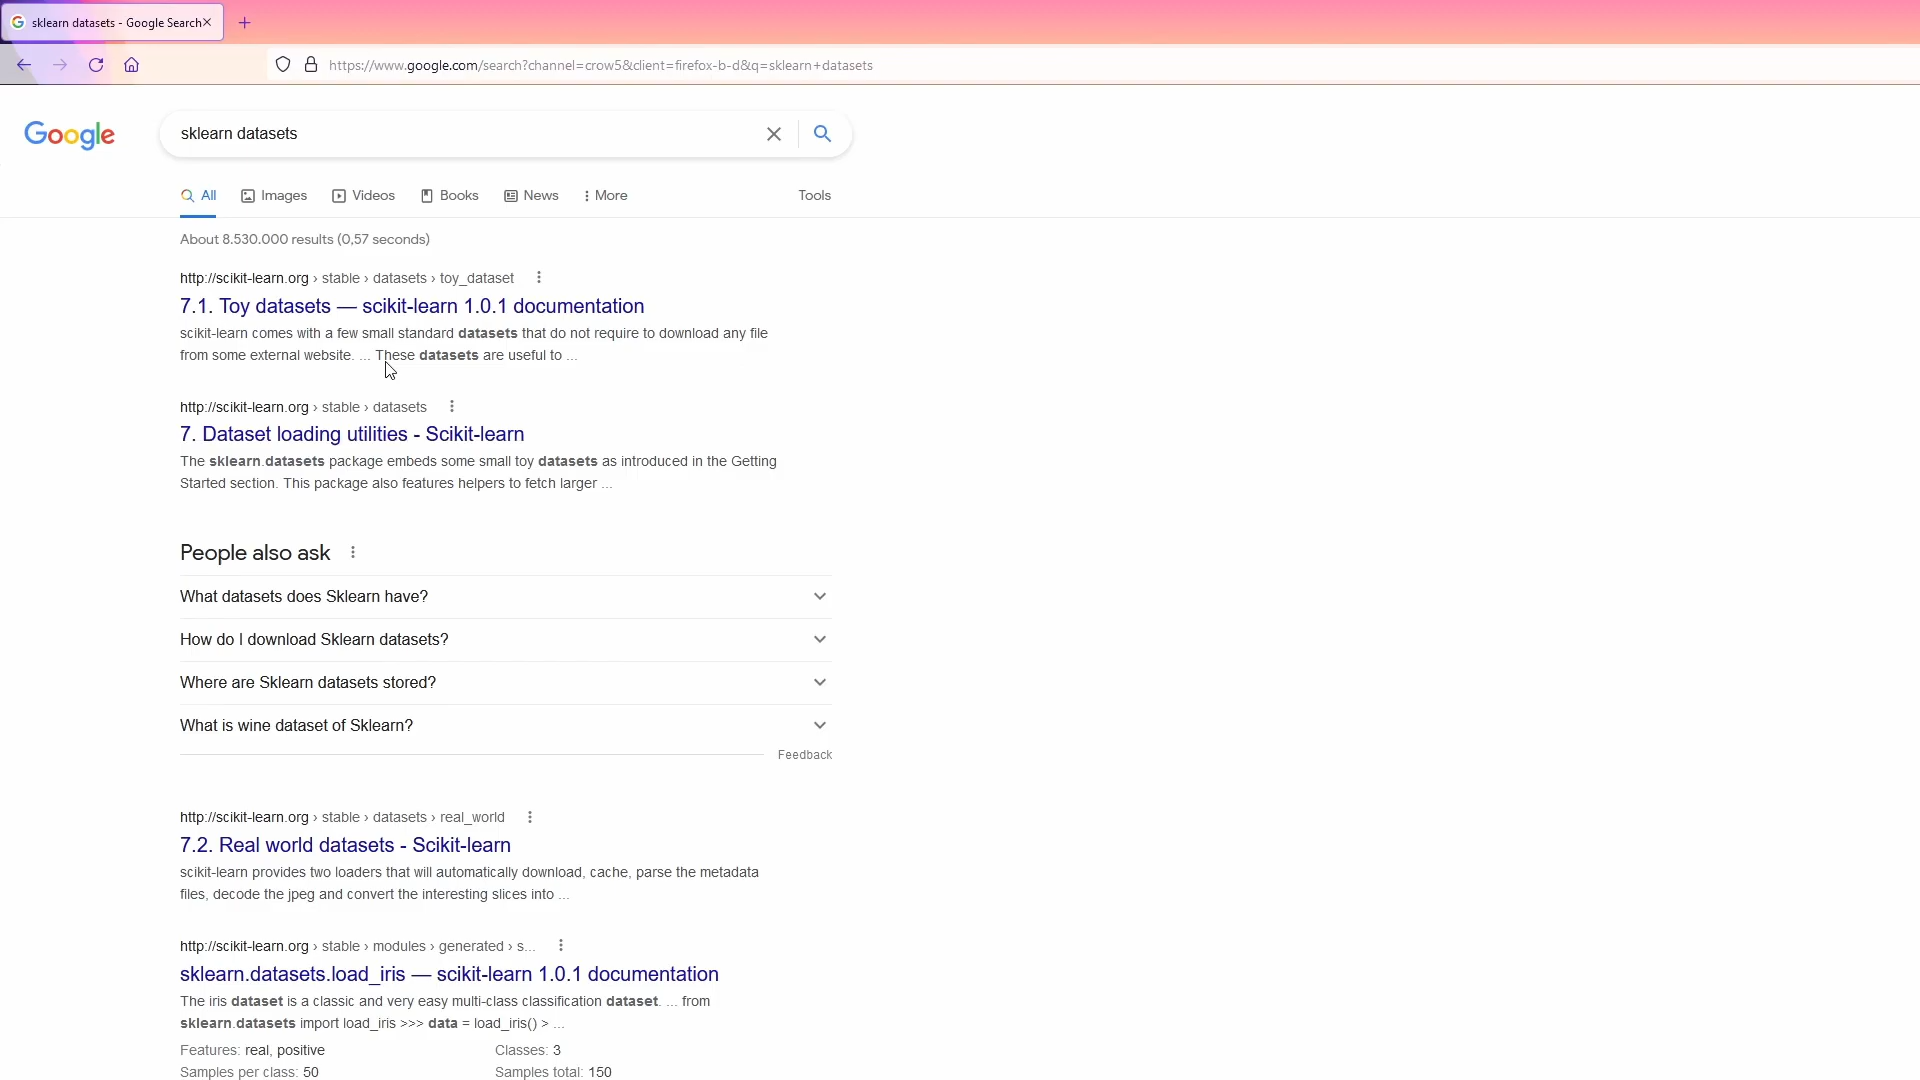 sklearn datasets - Google Search
https://www.google.com/search?channel=crow5&client=firefox-b-d&q=sklearn+datasets
Google
sklearn datasets
All Images Videos Books News More Tools
About 8.530.000 results (0,57 seconds)
http://scikit-learn.org › stable › datasets › toy_dataset
7.1. Toy datasets — scikit-learn 1.0.1 documentation
scikit-learn comes with a few small standard datasets that do not require to download any file
from some external website. ... These datasets are useful to ...
http://scikit-learn.org › stable › datasets
7. Dataset loading utilities - Scikit-learn
The sklearn.datasets package embeds some small toy datasets as introduced in the Getting
Started section. This package also features helpers to fetch larger ...
People also ask
What datasets does Sklearn have?
How do I download Sklearn datasets?
Where are Sklearn datasets stored?
What is wine dataset of Sklearn?
Feedback
http://scikit-learn.org › stable › datasets › real_world
7.2. Real world datasets - Scikit-learn
scikit-learn provides two loaders that will automatically download, cache, parse the metadata
files, decode the jpeg and convert the interesting slices into ...
http://scikit-learn.org › stable › modules › generated › s...
sklearn.datasets.load_iris — scikit-learn 1.0.1 documentation
The iris dataset is a classic and very easy multi-class classification dataset. ... from
sklearn.datasets import load_iris >>> data = load_iris() > ...
Features: real, positive Classes: 3
Samples per class: 50 Samples total: 150